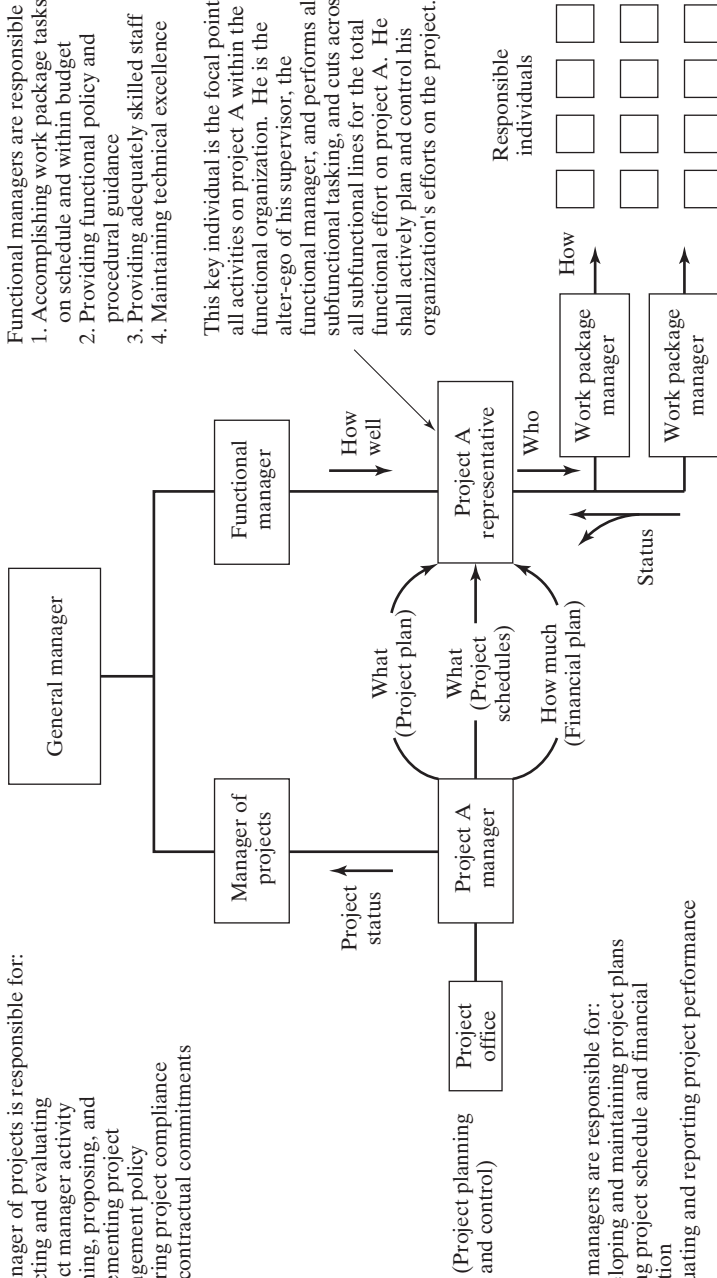 General manager
Manager of
projects
Functional
manager
nager of projects is responsible for:
cting and evaluating
ct manager activity
ning, proposing, and
ementing project
agement policy
ring project compliance
contractual commitments
Functional managers are responsible
1. Accomplishing work package tasks
on schedule and within budget
2. Providing functional policy and
procedural guidance
3. Providing adequately skilled staff
4. Maintaining technical excellence
Project
status
How
well
This key individual is the focal point
all activities on project A within the
functional organization. He is the
alter-ego of his supervisor, the
functional manager, and performs al
subfunctional tasking, and cuts acros
all subfunctional lines for the total
functional effort on project A. He
shall actively plan and control his
organization's efforts on the project.
(Project planning
and control)
Project
office
Project A
manager
What
(Project plan)
What
(Project
schedules)
How much
(Financial plan)
Project A
representative
Who
Status
How
Responsible
individuals
Work package
manager
Work package
manager
managers are responsible for:
loping and maintaining project plans
ng project schedule and financial
tion
uating and reporting project performance